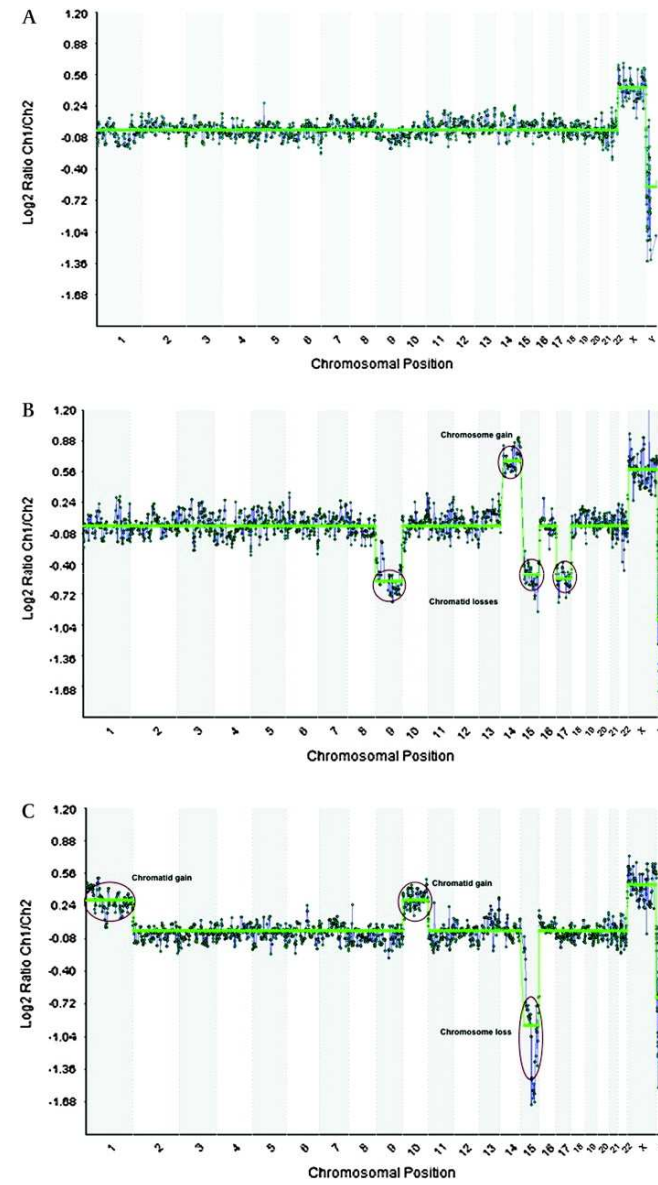 A
1.20
0.88
0.56
0.24
-0.08
-0.40
-0.72
-1.04
-1.36
-1.68
Log2 Ratio Ch1/Ch2
1 2 3 4 5 6 7 8 9 10 11 12 13 14 15 16 17 18 19 20 21 22 X Y
Chromosomal Position
B
1.20
0.88
0.56
0.24
-0.08
-0.40
-0.72
-1.04
-1.36
-1.68
Log2 Ratio Ch1/Ch2
Chromosome gain
Chromatid losses
1 2 3 4 5 6 7 8 9 10 11 12 13 14 15 16 17 18 19 20 21 22 X
Chromosomal Position
C
1.20
0.88
0.56
0.24
-0.08
-0.40
-0.72
-1.04
-1.36
-1.68
Log2 Ratio Ch1/Ch2
Chromatid gain
Chromatid gain
Chromosome loss
1 2 3 4 5 6 7 8 9 10 11 12 13 14 15 16 17 18 19 20 21 22 X
Chromosomal Position